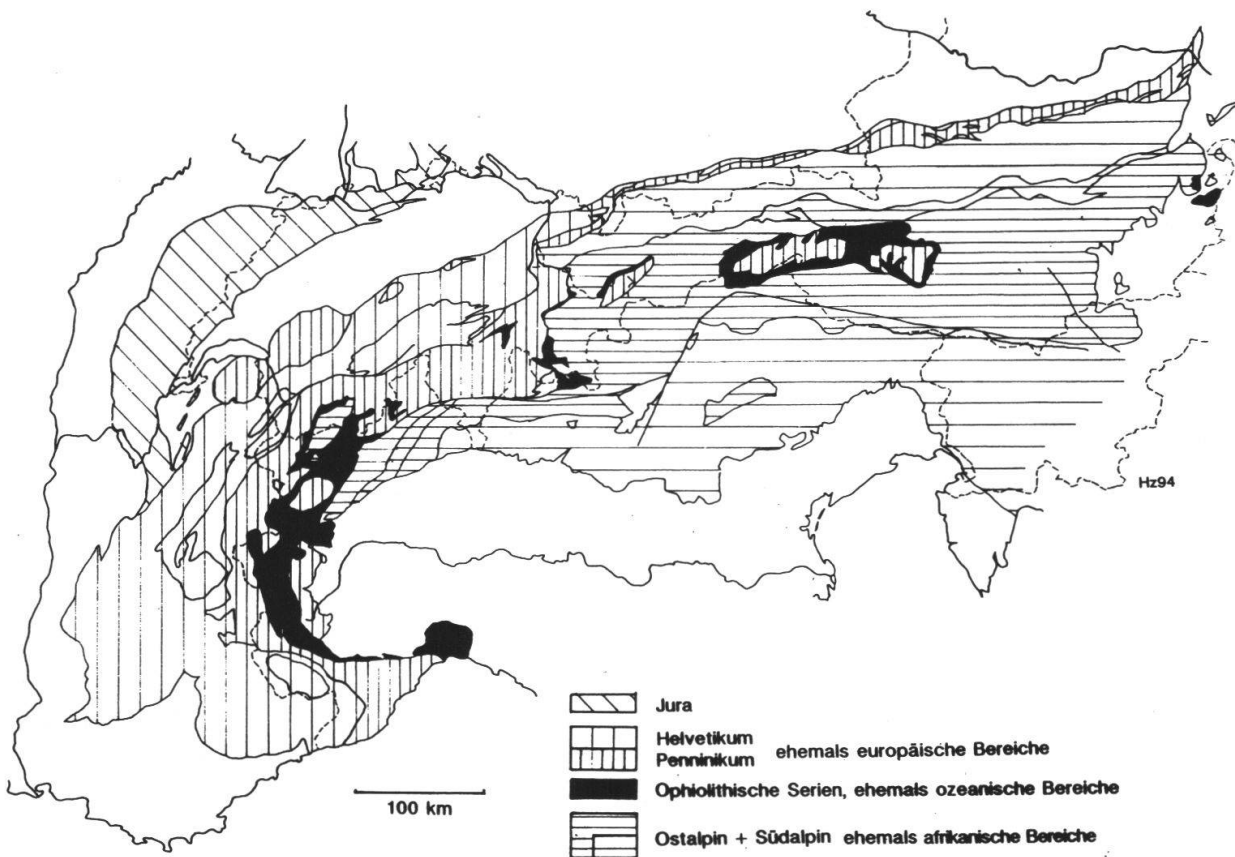 Hz94
Jura
Helvetikum
Penninikum ehemals europäische Bereiche
Ophiolithische Serien, ehemals ozeanische Bereiche
Ostalpin + Südalpin ehemals afrikanische Bereiche
100 km